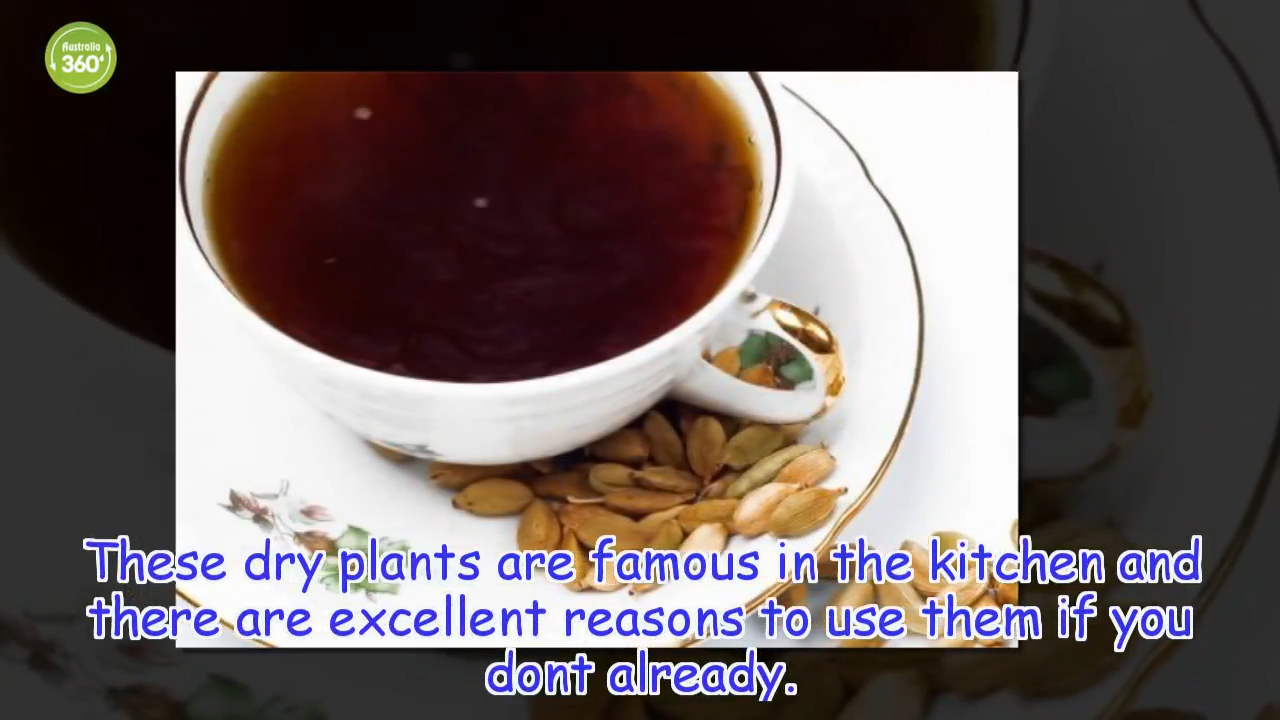 Australia
360°
These dry plants are famous in the kitchen and
there are excellent reasons to use them if you
dont already.